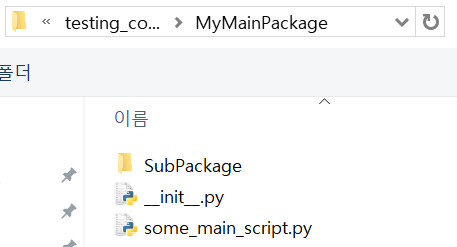 « testing_co... > MyMainPackage
폴더
이름
SubPackage
__init__.py
some_main_script.py